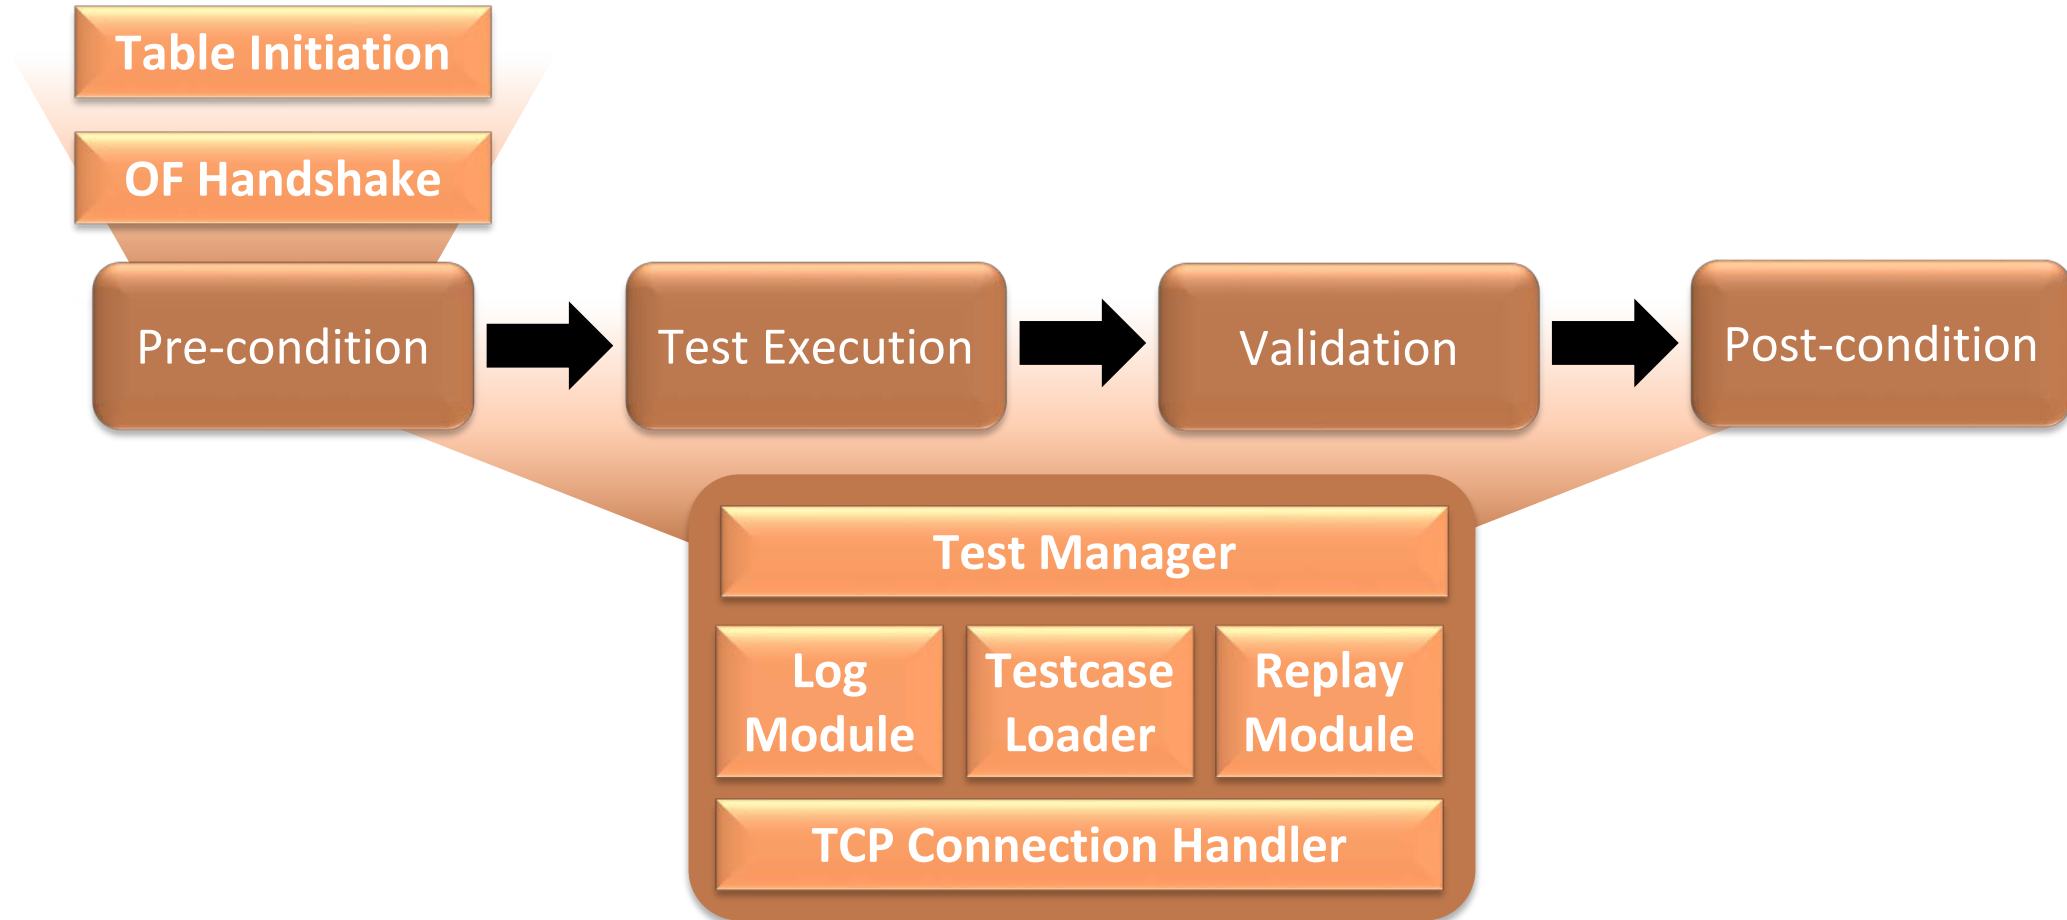 Table Initiation
OF Handshake
Pre-condition
Test Execution
Validation
Post-condition
Test Manager
Log
Module
Testcase
Loader
Replay
Module
TCP Connection Handler